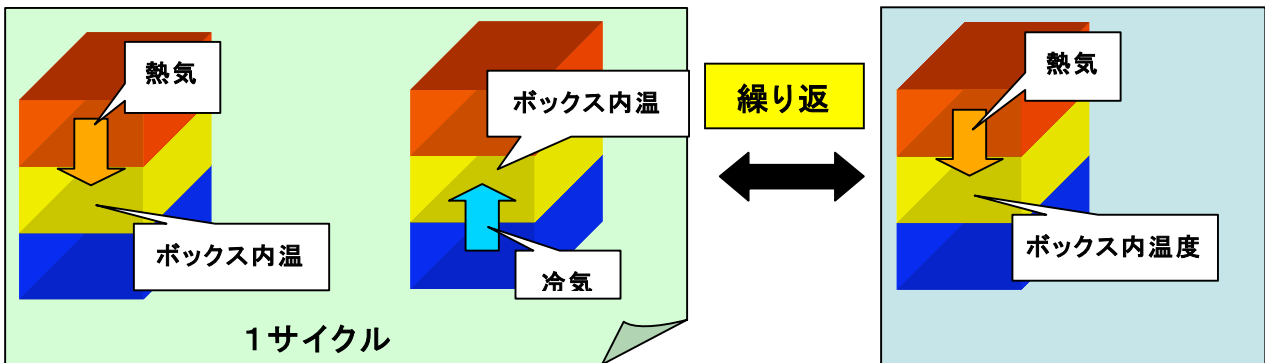 熱気
ボックス内温
ボックス内温
冷気
1サイクル
繰り返
熱気
ボックス内温度